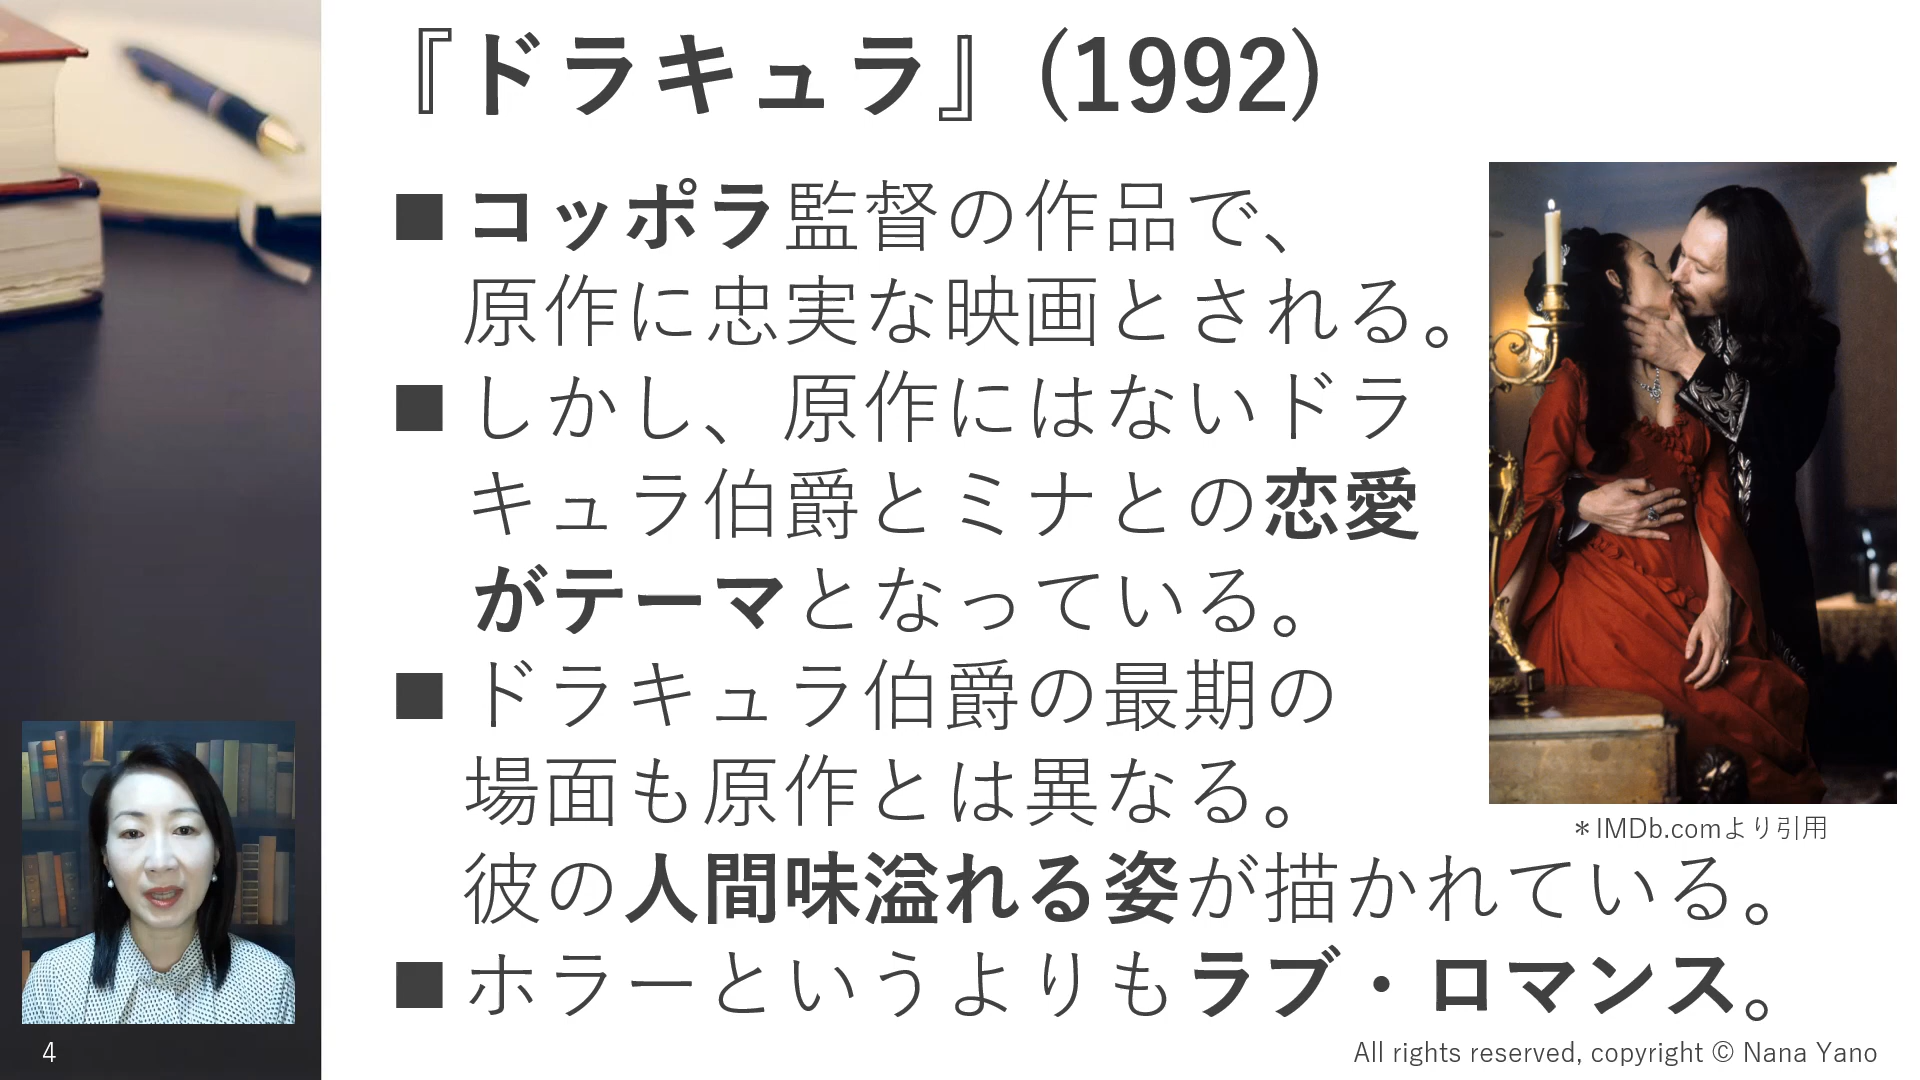 『ドラキュラ』(1992)
■コッポラ監督の作品で、
原作に忠実な映画とされる。
■しかし、原作にはないドラ
キュラ伯爵とミナとの恋愛
がテーマとなっている。
■ドラキュラ伯爵の最期の
場面も原作とは異なる。
＊IMDb.comより引用
彼の人間味溢れる姿が描かれている。
■ホラーというよりもラブ・ロマンス。
4
All rights reserved, copyright © Nana Yano